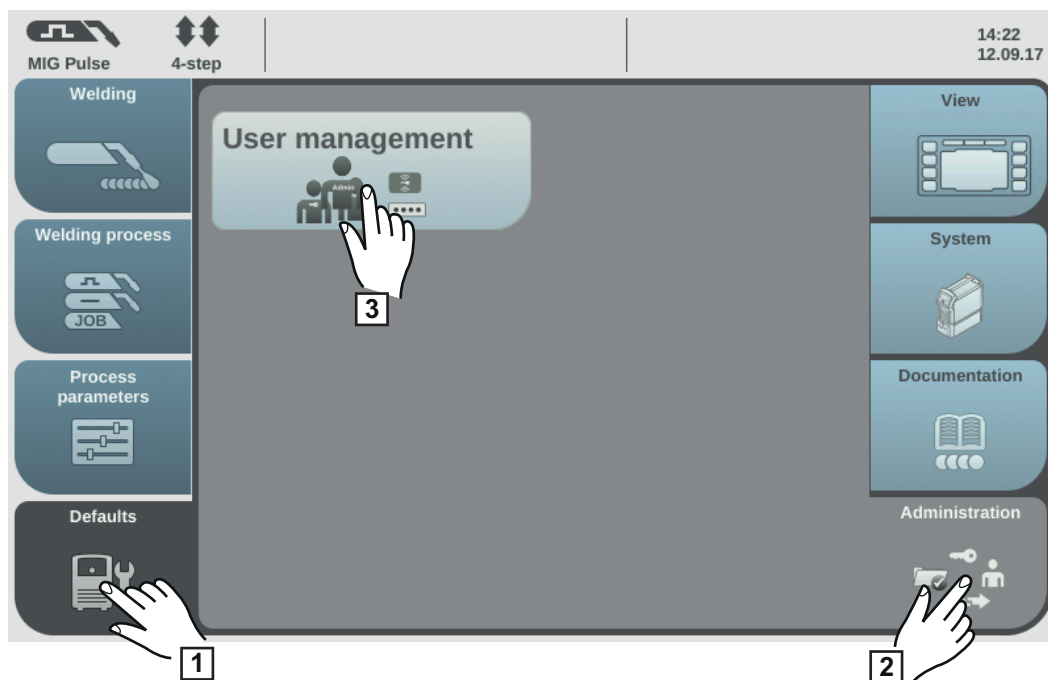 MIG Pulse
4-step
14:22
12.09.17
Welding
Welding process
JOB
Process
parameters
Defaults
User management
Admin
View
System
Documentation
Administration
1
2
3